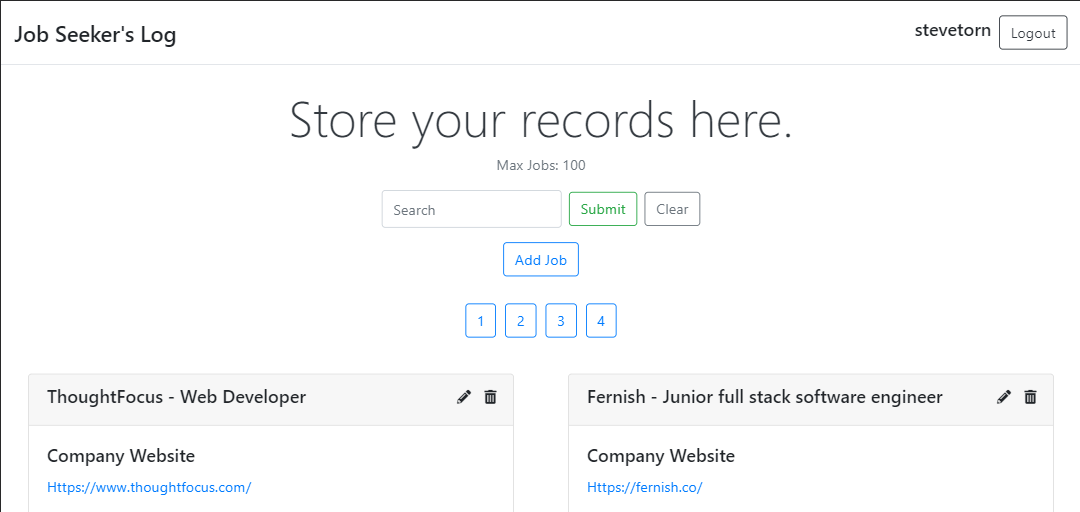 Job Seeker's Log
stevetorn Logout
Store your records here.
Max Jobs: 100
Search Submit Clear
Add Job
1 2 3 4
ThoughtFocus - Web Developer
Company Website
Https://www.thoughtfocus.com/
Fernish - Junior full stack software engineer
Company Website
Https://fernish.co/